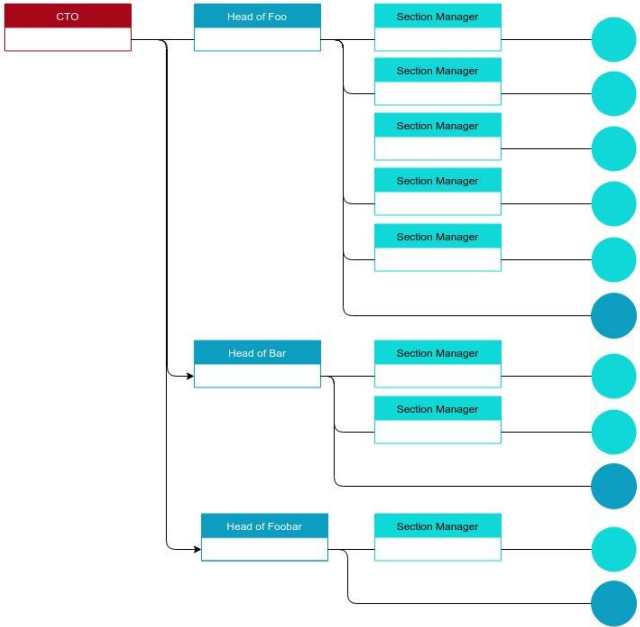 CTO
Head of Foo
Section Manager
Section Manager
Section Manager
Section Manager
Section Manager
Head of Bar
Section Manager
Section Manager
Head of Foobar
Section Manager